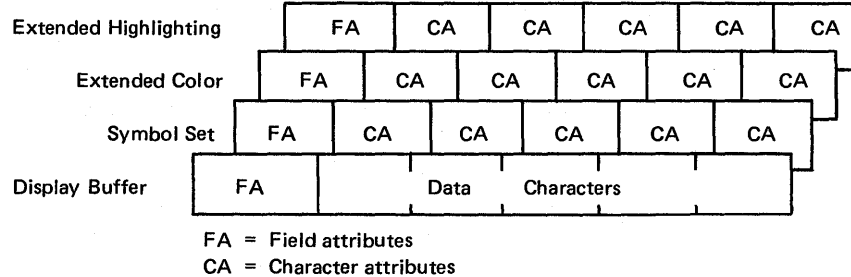 Extended Highlighting FA CA CA CA CA CA
Extended Color FA CA CA CA CA CA
Symbol Set FA CA CA CA CA CA
Display Buffer FA Data Characters
FA = Field attributes
CA = Character attributes